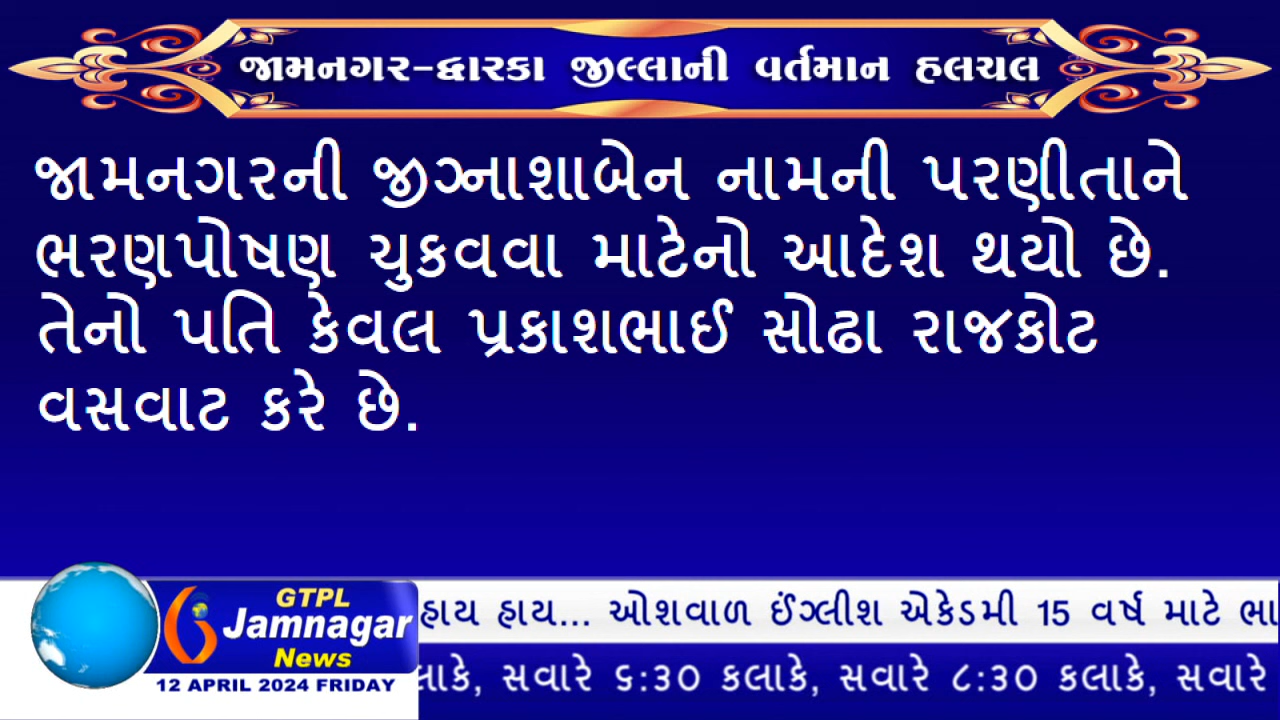 જામનગર-દ્વારકા જીલ્લાની વર્તમાન હલચલ
જામનગરની જીગ્નાશાબેન નામની પરણીતાને
ભરણપોષણ ચુકવવા માટેનો આદેશ થયો છે.
તેનો પતિ કેવલ પ્રકાશભાઈ સોઢા રાજકોટ
વસવાટ કરે છે.
GTPL
Jamnagar
News
12 APRIL 2024 FRIDAY
હાય હાય... ઓશવાળ ઈંગ્લીશ એકેડમી 15 વર્ષ માટે ભા
લાકે, સવારે ૬:૩૦ કલાકે, સવારે ૮:૩૦ કલાકે, સવારે